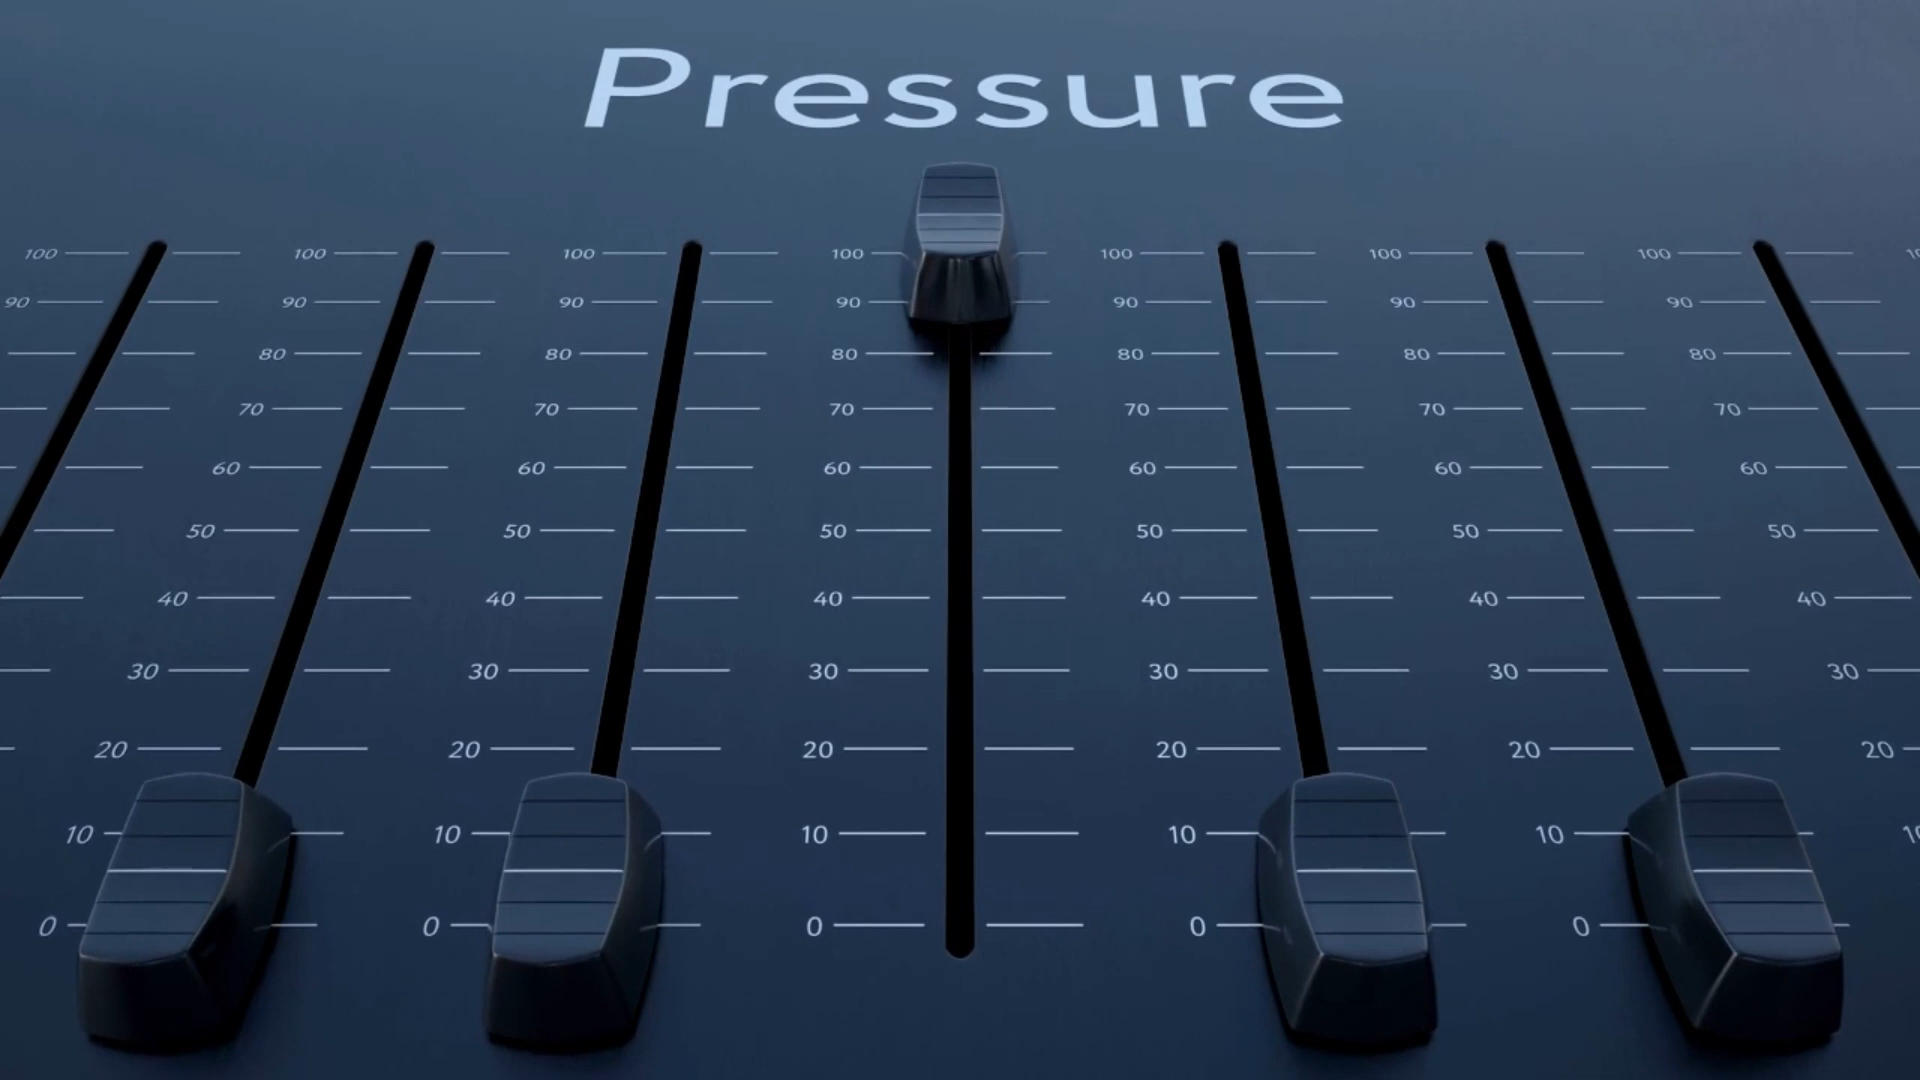 Pressure
100 100 100 100 100 100 100
90 90 90 90 90 90 90
80 80 80 80 80 80
70 70 70 70 70 70
60 60 60 60 60 60
50 50 50 50 50 50
40 40 40 40 40 40
30 30 30 30 30 30
20 20 20 20 20 20
10 10 10 10 10
0 0 0 0 0